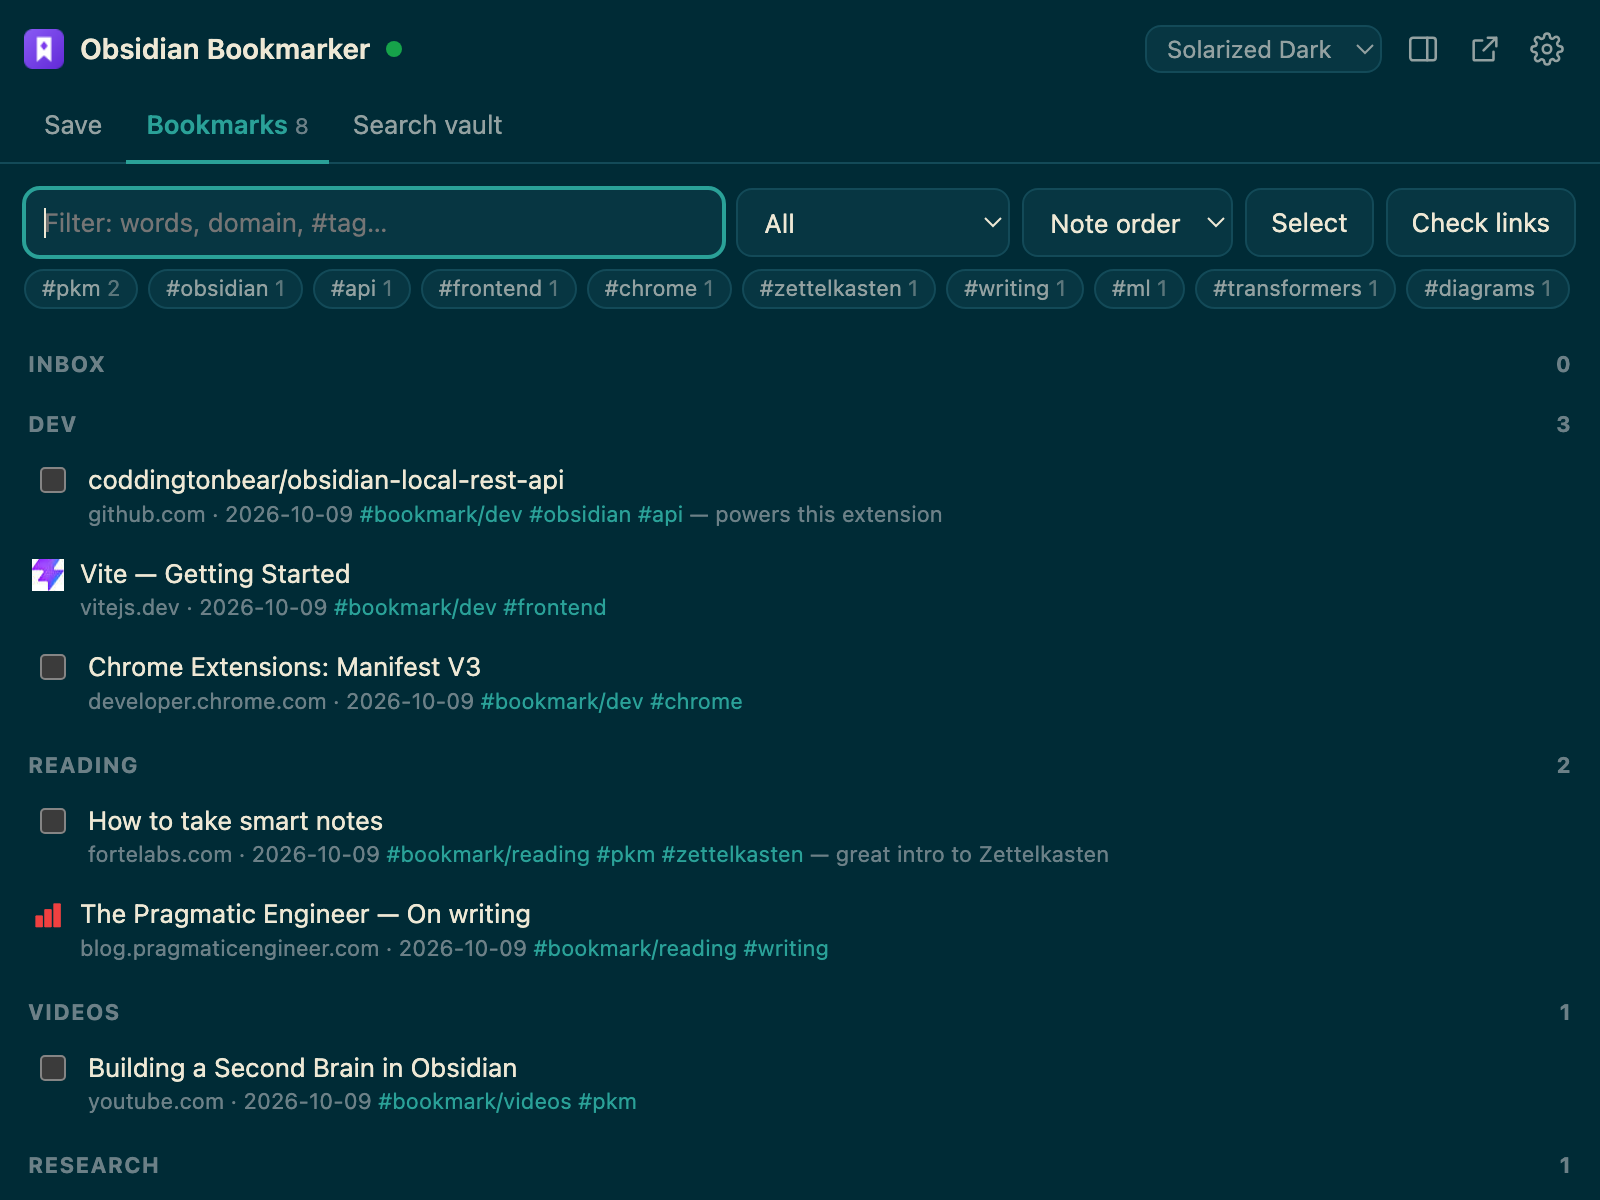 Obsidian Bookmarker
Solarized Dark
Save
Bookmarks 8
Search vault
Filter: words, domain, #tag...
All
Note order
Select
Check links
#pkm 2
#obsidian 1
#api 1
#frontend 1
#chrome 1
#zettelkasten 1
#writing 1
#ml 1
#transformers 1
#diagrams 1
INBOX 0
DEV 3
coddingtonbear/obsidian-local-rest-api
github.com · 2026-10-09 #bookmark/dev #obsidian #api — powers this extension
Vite — Getting Started
vitejs.dev · 2026-10-09 #bookmark/dev #frontend
Chrome Extensions: Manifest V3
developer.chrome.com · 2026-10-09 #bookmark/dev #chrome
READING 2
How to take smart notes
fortelabs.com · 2026-10-09 #bookmark/reading #pkm #zettelkasten — great intro to Zettelkasten
The Pragmatic Engineer — On writing
blog.pragmaticengineer.com · 2026-10-09 #bookmark/reading #writing
VIDEOS 1
Building a Second Brain in Obsidian
youtube.com · 2026-10-09 #bookmark/videos #pkm
RESEARCH 1